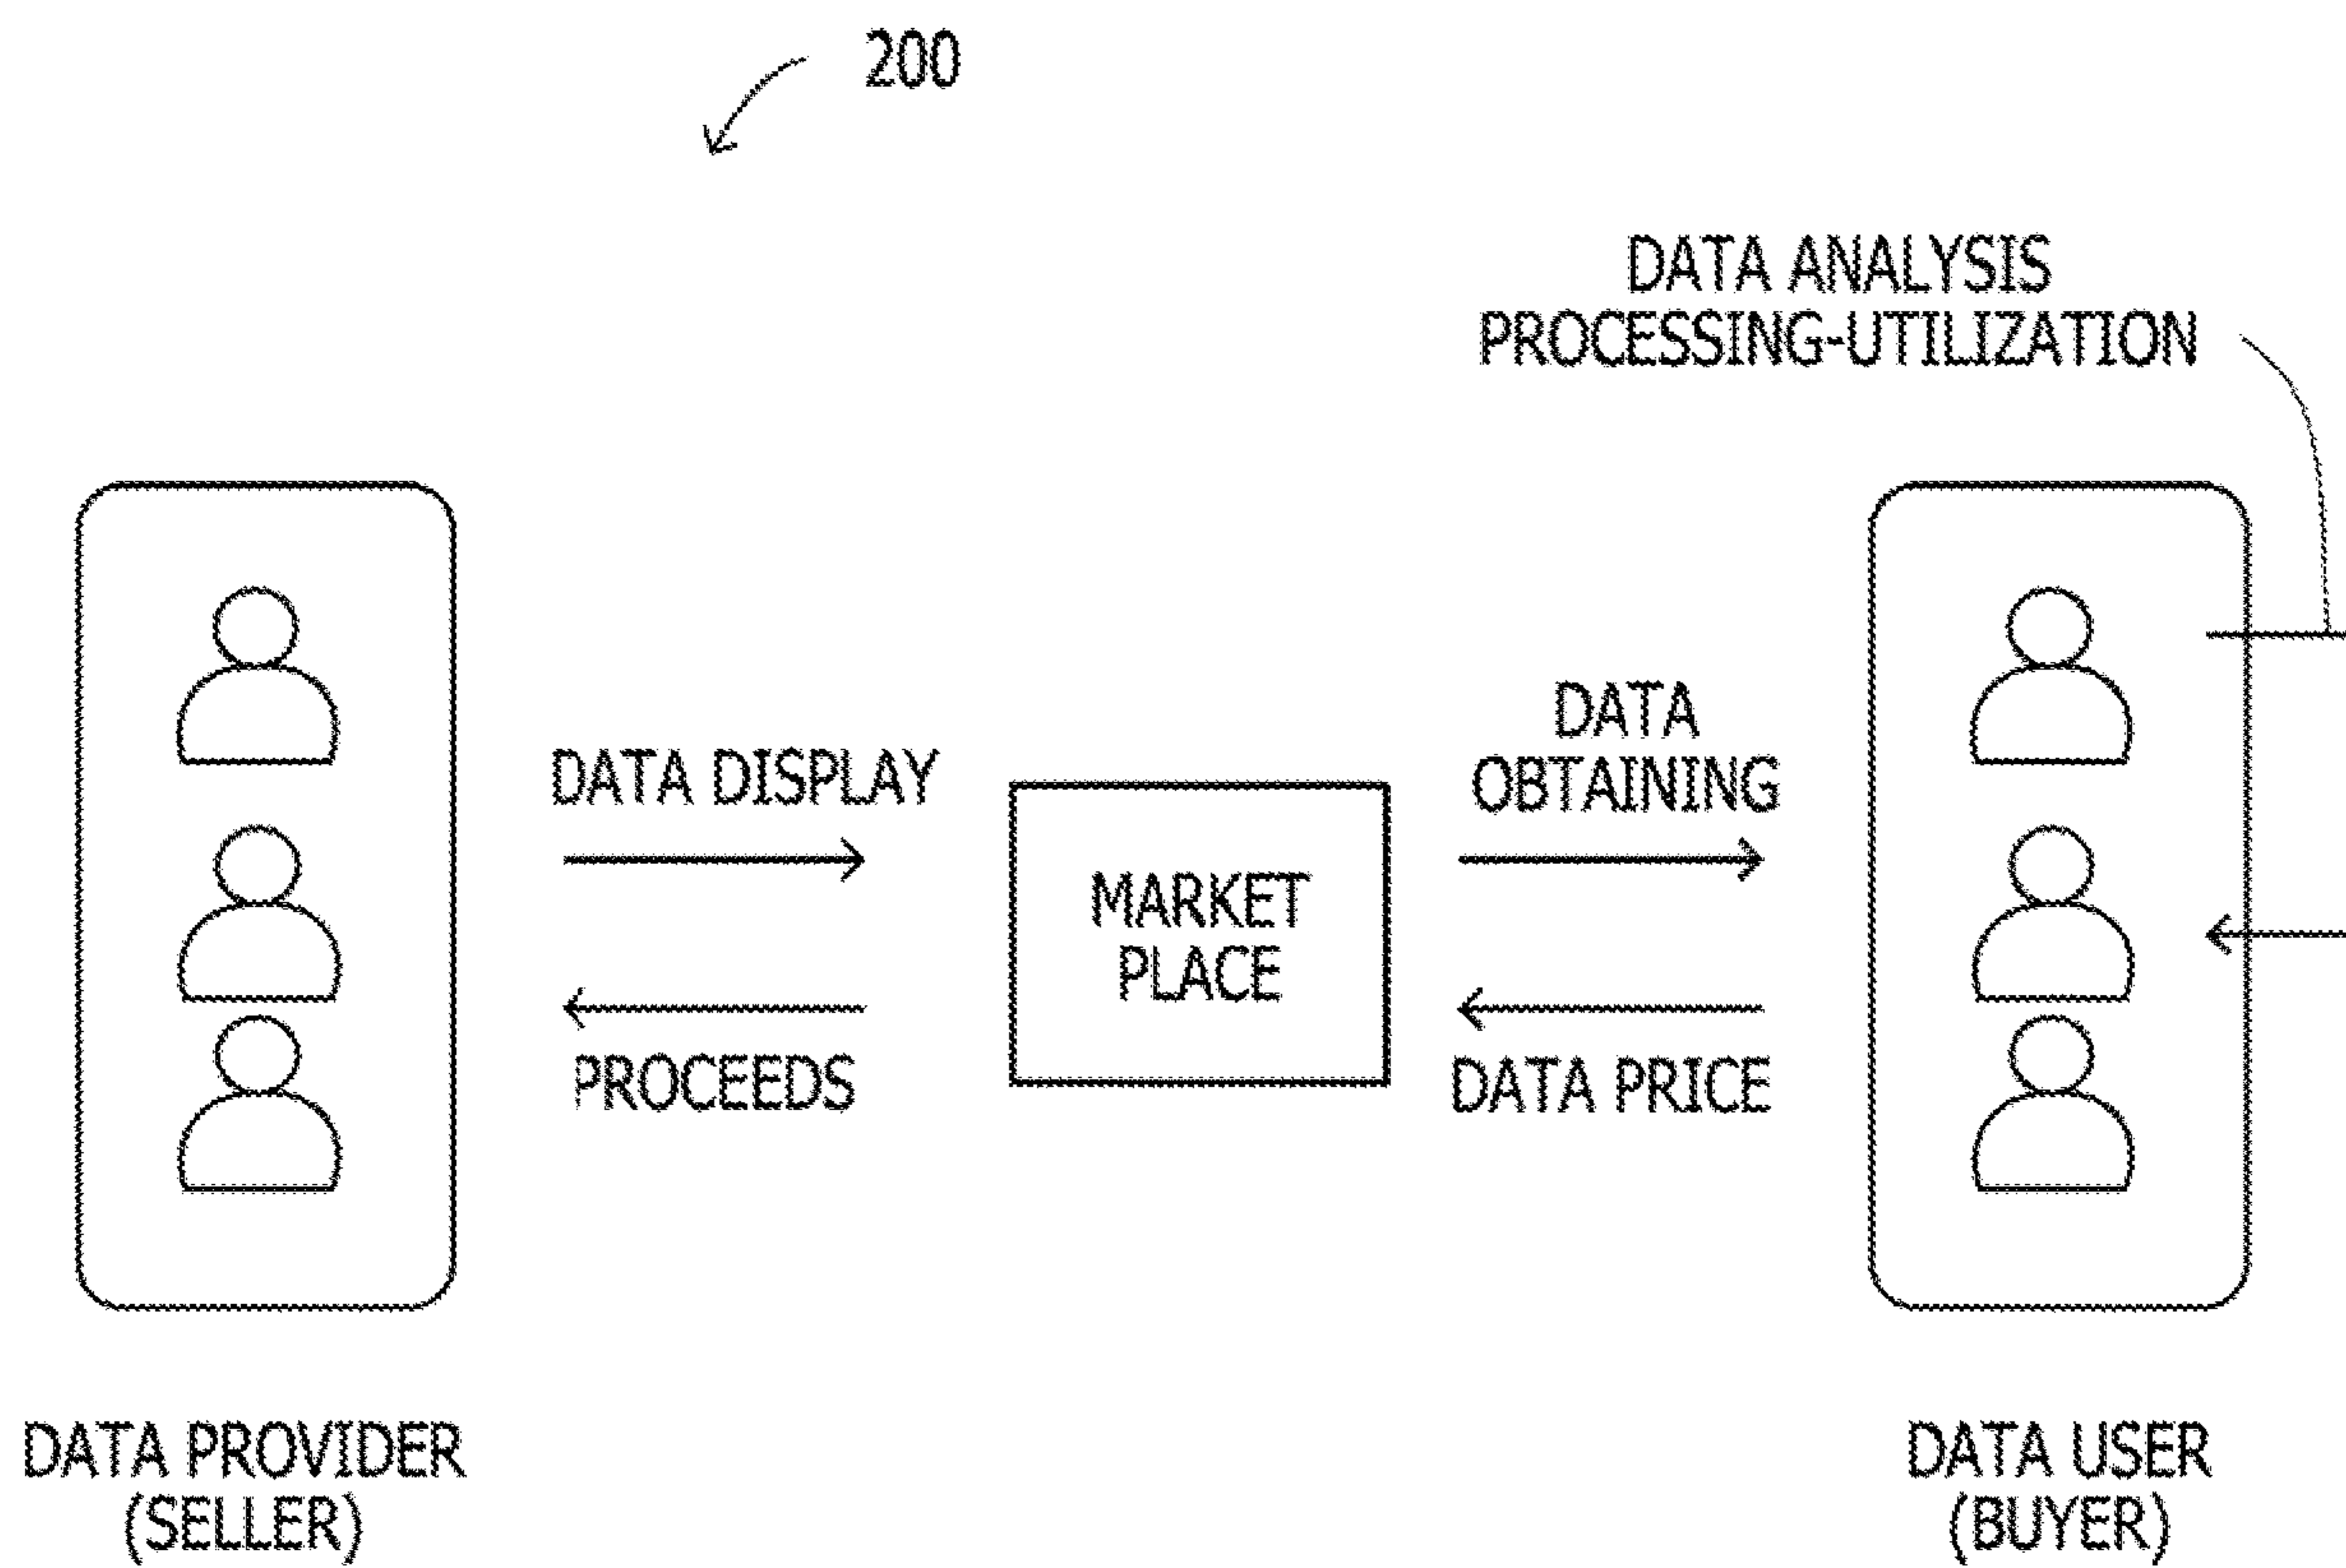 200
DATA ANALYSIS
PROCESSING-UTILIZATION
DATA DISPLAY
PROCEEDS
MARKET
PLACE
DATA
OBTAINING
DATA PRICE
DATA PROVIDER
(SELLER)
DATA USER
(BUYER)